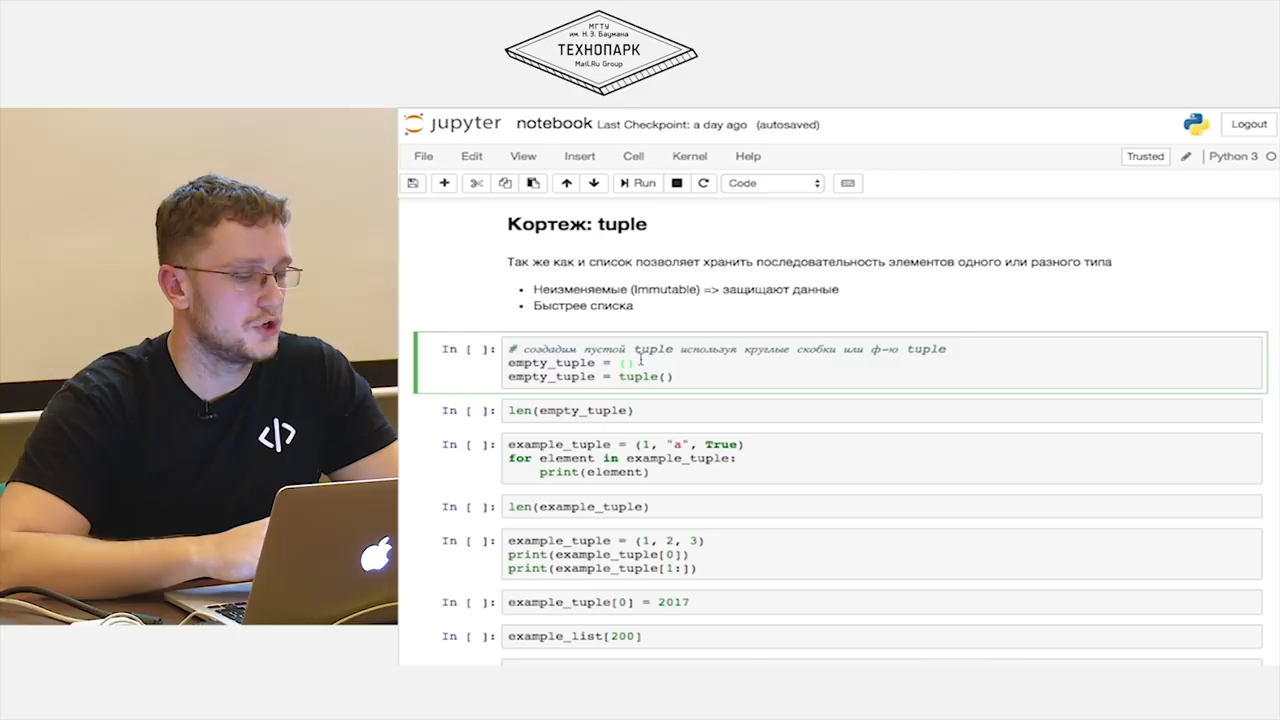 МГТУ
им. Н.Э. Баумана
ТЕХНОПАРК
Mail.Ru Group
jupyter notebook Last Checkpoint: a day ago (autosaved)
Logout
File Edit View Insert Cell Kernel Help
Trusted Python 3
Run Code
Кортеж: tuple
Так же как и список позволяет хранить последовательность элементов одного или разного типа
• Неизменяемые (Immutable) => защищают данные
• Быстрее списка
In [ ]: # создадим пустой tuple используя круглые скобки или ф-ю tuple
empty_tuple = ()
empty_tuple = tuple()
In [ ]: len(empty_tuple)
In [ ]: example_tuple = (1, "a", True)
for element in example_tuple:
    print(element)
In [ ]: len(example_tuple)
In [ ]: example_tuple = (1, 2, 3)
print(example_tuple[0])
print(example_tuple[1:])
In [ ]: example_tuple[0] = 2017
In [ ]: example_list[200]